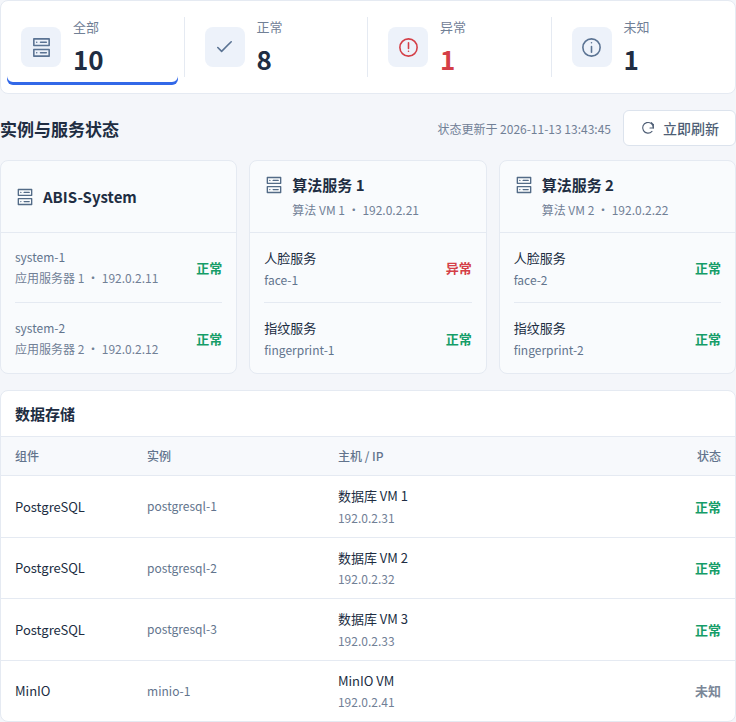 全部
10
正常
8
异常
1
未知
1
实例与服务状态
状态更新于 2026-11-13 13:43:45
立即刷新
ABIS-System
system-1
应用服务器 1 · 192.0.2.11
正常
system-2
应用服务器 2 · 192.0.2.12
正常
算法服务 1
算法 VM 1 · 192.0.2.21
人脸服务
face-1
异常
指纹服务
fingerprint-1
正常
算法服务 2
算法 VM 2 · 192.0.2.22
人脸服务
face-2
正常
指纹服务
fingerprint-2
正常
数据存储
组件 实例 主机 / IP 状态
PostgreSQL postgresql-1 数据库 VM 1 正常
192.0.2.31
PostgreSQL postgresql-2 数据库 VM 2 正常
192.0.2.32
PostgreSQL postgresql-3 数据库 VM 3 正常
192.0.2.33
MinIO minio-1 MinIO VM 未知
192.0.2.41